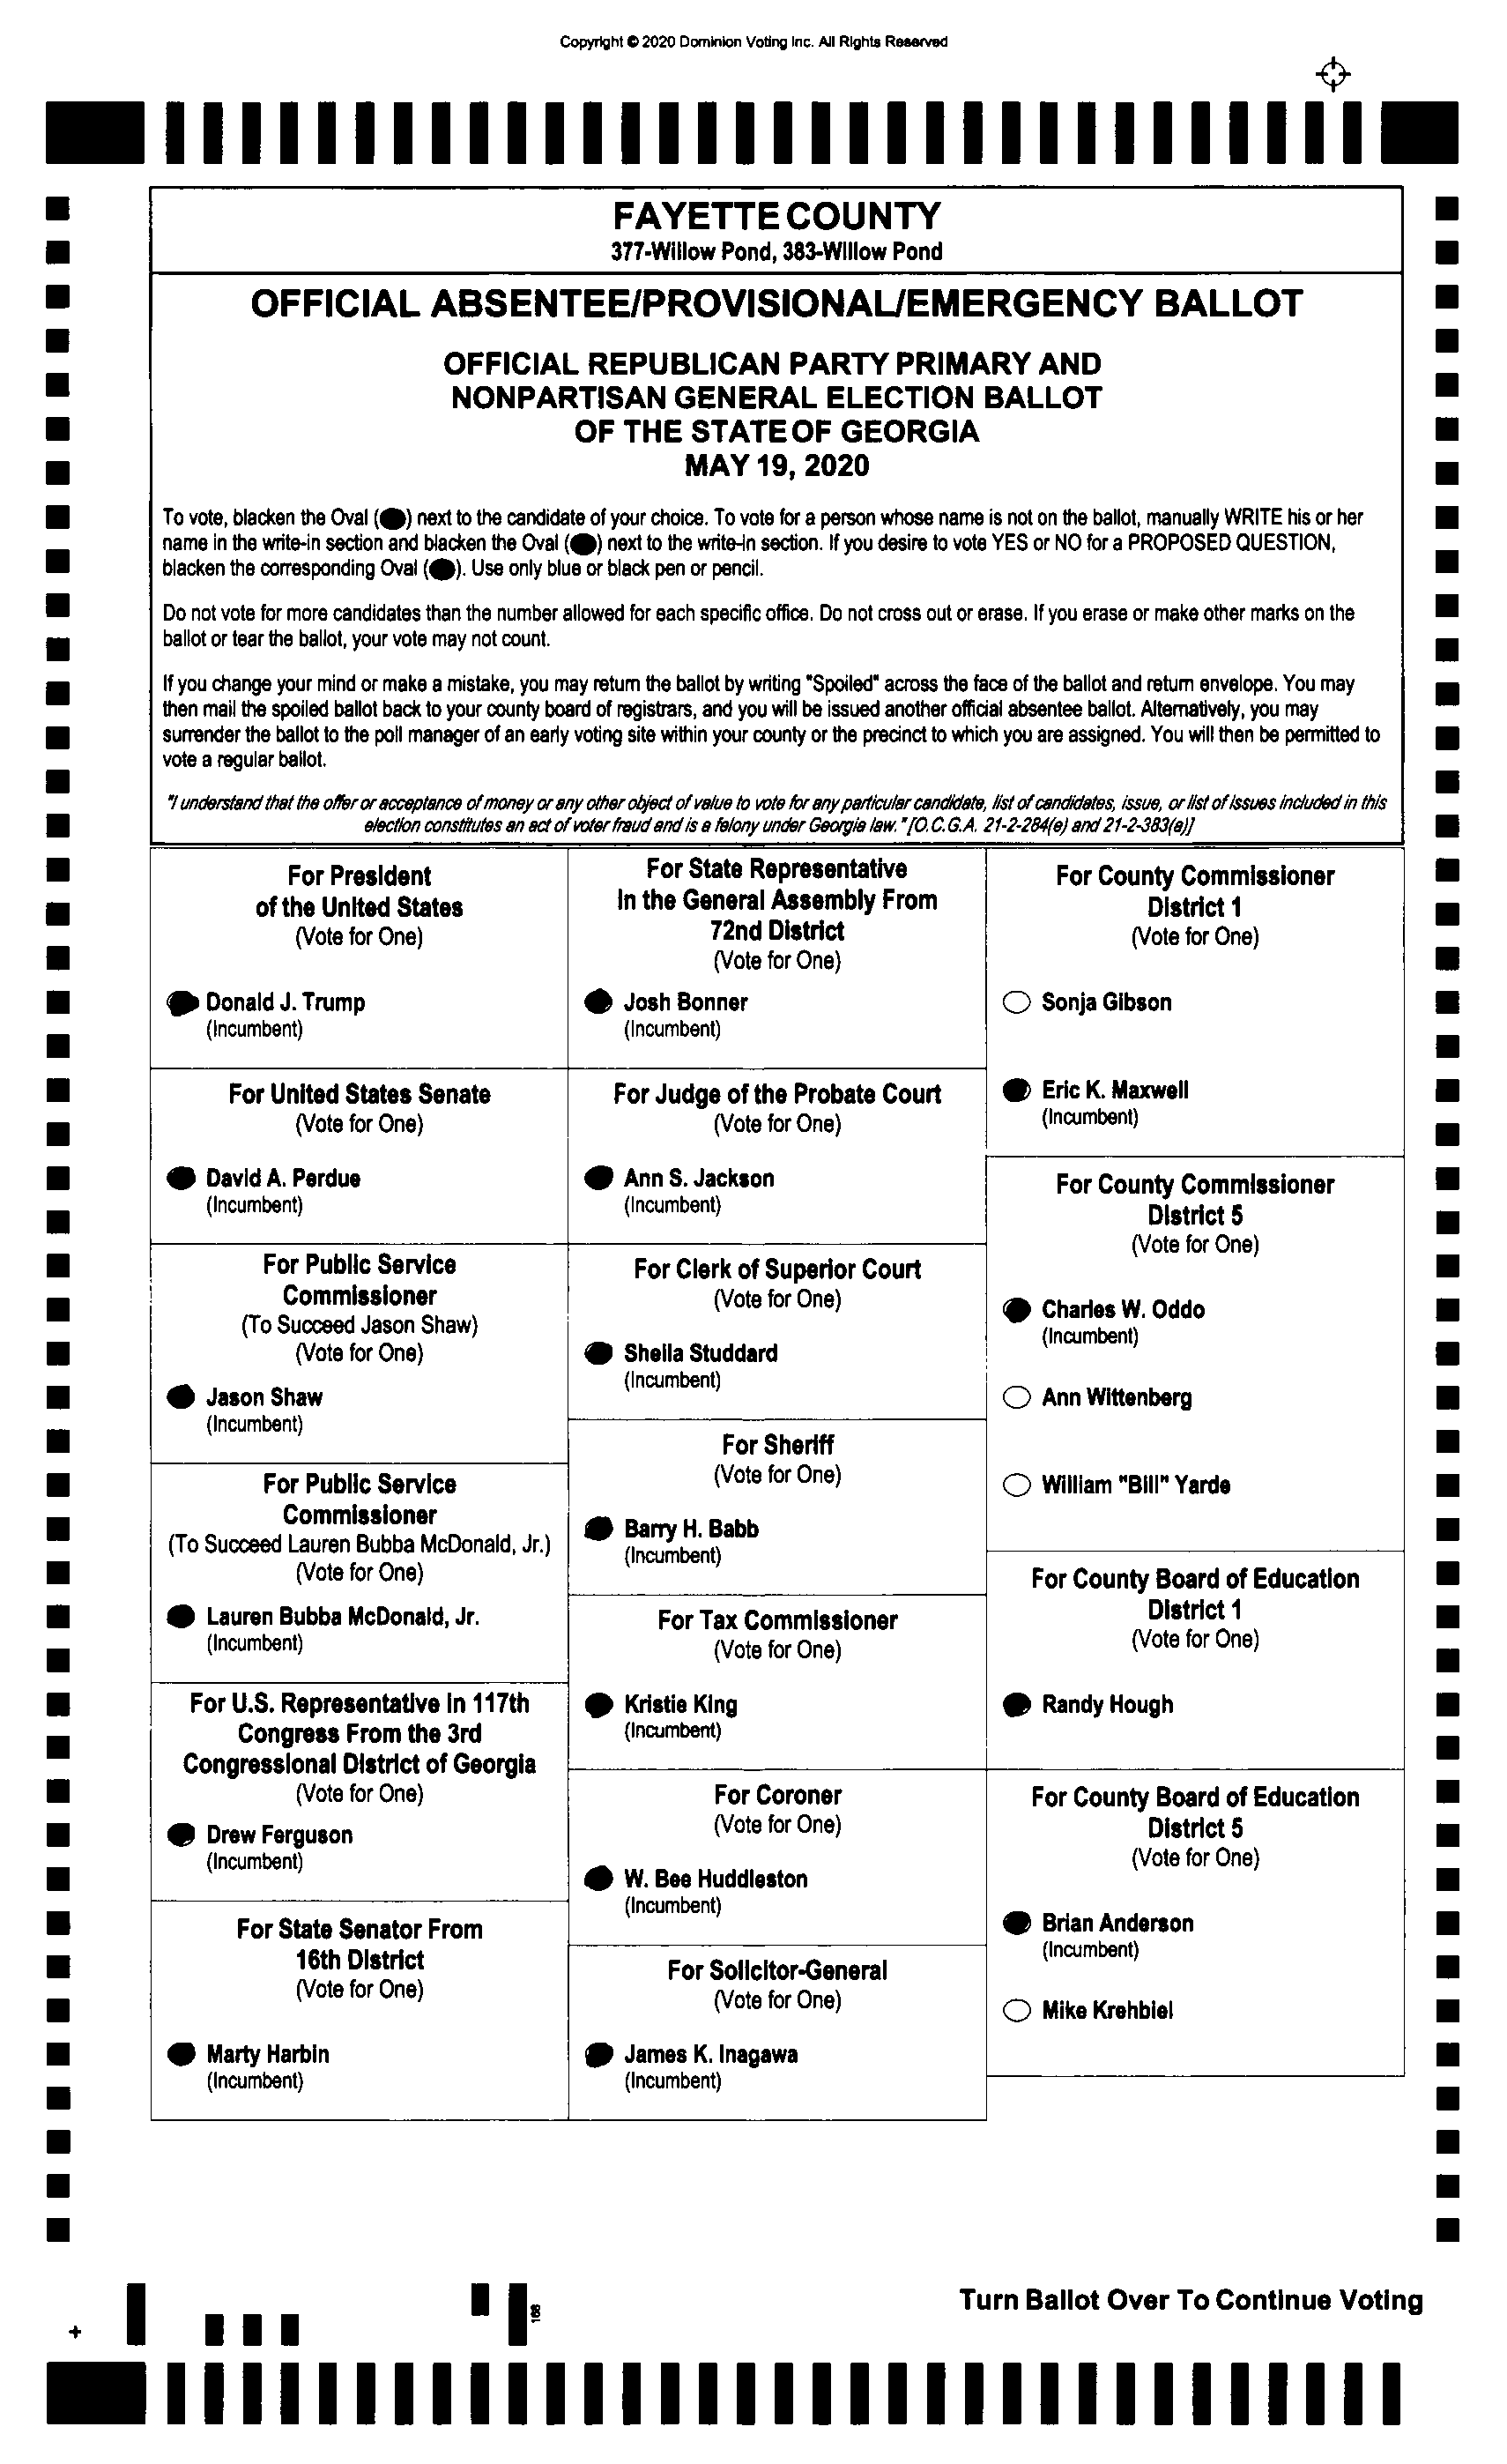 Copyright © 2020 Dominion Voting Inc. All Rights Reserved
FAYETTE COUNTY
377-Willow Pond, 383-Willow Pond
OFFICIAL ABSENTEE/PROVISIONAL/EMERGENCY BALLOT
OFFICIAL REPUBLICAN PARTY PRIMARY AND
NONPARTISAN GENERAL ELECTION BALLOT
OF THE STATE OF GEORGIA
MAY 19, 2020
To vote, blacken the Oval (●) next to the candidate of your choice. To vote for a person whose name is not on the ballot, manually WRITE his or her
name in the write-in section and blacken the Oval (●) next to the write-in section. If you desire to vote YES or NO for a PROPOSED QUESTION,
blacken the corresponding Oval (●). Use only blue or black pen or pencil.
Do not vote for more candidates than the number allowed for each specific office. Do not cross out or erase. If you erase or make other marks on the
ballot or tear the ballot, your vote may not count.
If you change your mind or make a mistake, you may return the ballot by writing "Spoiled" across the face of the ballot and return envelope. You may
then mail the spoiled ballot back to your county board of registrars, and you will be issued another official absentee ballot. Alternatively, you may
surrender the ballot to the poll manager of an early voting site within your county or the precinct to which you are assigned. You will then be permitted to
vote a regular ballot.
"I understand that the offer or acceptance of money or any other object of value to vote for any particular candidate, list of candidates, issue, or list of issues included in this
election constitutes an act of voter fraud and is a felony under Georgia law." [O.C.G.A. 21-2-284(e) and 21-2-383(a)]
For President
of the United States
(Vote for One)
Donald J. Trump
(Incumbent)
For United States Senate
(Vote for One)
David A. Perdue
(Incumbent)
For Public Service
Commissioner
(To Succeed Jason Shaw)
(Vote for One)
Jason Shaw
(Incumbent)
For Public Service
Commissioner
(To Succeed Lauren Bubba McDonald, Jr.)
(Vote for One)
Lauren Bubba McDonald, Jr.
(Incumbent)
For U.S. Representative in 117th
Congress From the 3rd
Congressional District of Georgia
(Vote for One)
Drew Ferguson
(Incumbent)
For State Senator From
16th District
(Vote for One)
Marty Harbin
(Incumbent)
For State Representative
In the General Assembly From
72nd District
(Vote for One)
Josh Bonner
(Incumbent)
For Judge of the Probate Court
(Vote for One)
Ann S. Jackson
(Incumbent)
For Clerk of Superior Court
(Vote for One)
Sheila Studdard
(Incumbent)
For Sheriff
(Vote for One)
Barry H. Babb
(Incumbent)
For Tax Commissioner
(Vote for One)
Kristie King
(Incumbent)
For Coroner
(Vote for One)
W. Bee Huddleston
(Incumbent)
For Solicitor-General
(Vote for One)
James K. Inagawa
(Incumbent)
For County Commissioner
District 1
(Vote for One)
Sonja Gibson
Eric K. Maxwell
(Incumbent)
For County Commissioner
District 5
(Vote for One)
Charles W. Oddo
(Incumbent)
Ann Wittenberg
William "Bill" Yarde
For County Board of Education
District 1
(Vote for One)
Randy Hough
For County Board of Education
District 5
(Vote for One)
Brian Anderson
(Incumbent)
Mike Krehbiel
Turn Ballot Over To Continue Voting
168